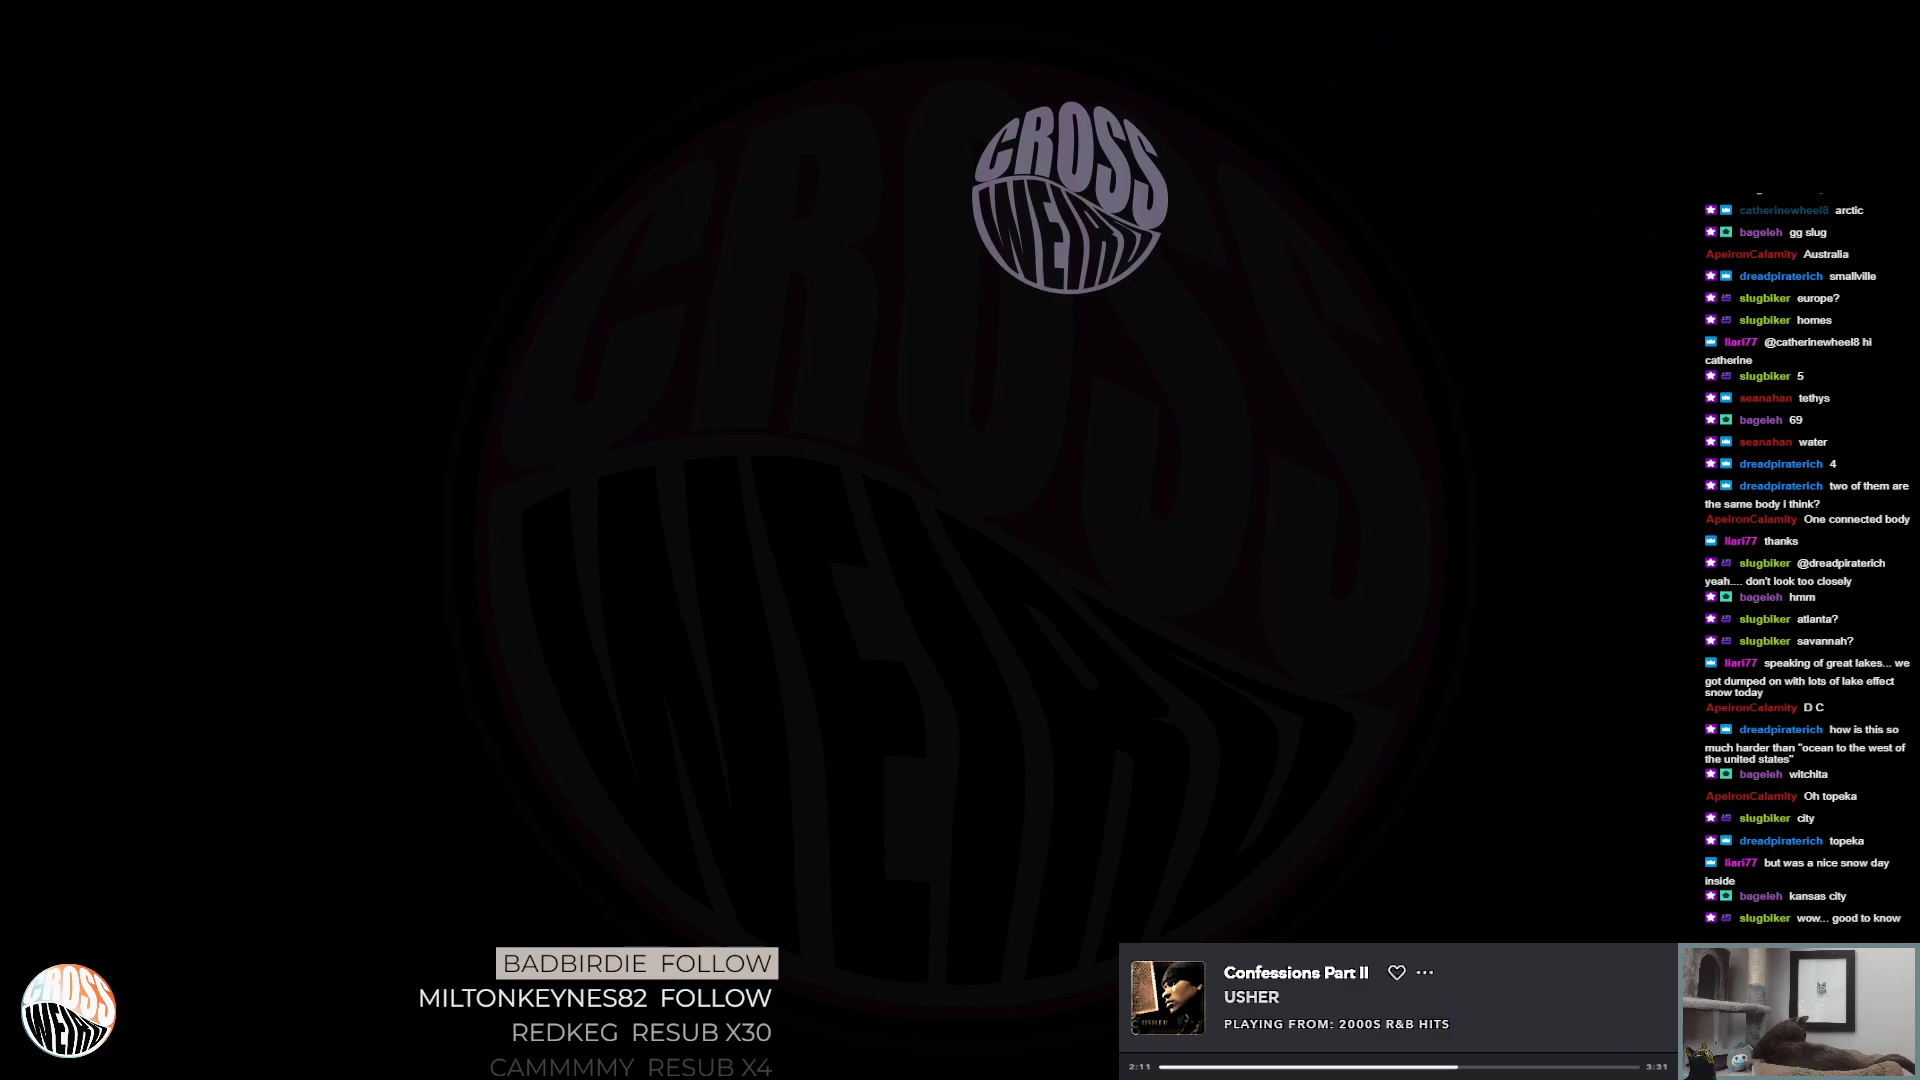 CROSS
WEIRD
CROSS
WEIRD
catherinewheel8 arctic
bageleh gg slug
ApeironCalamity Australia
dreadpiraterich smallville
slugbiker europe?
slugbiker homes
liari77 @catherinewheel8 hi
catherine
slugbiker 5
seanahan tethys
bageleh 69
seanahan water
dreadpiraterich 4
dreadpiraterich two of them are
the same body i think?
ApeironCalamity One connected body
liari77 thanks
slugbiker @dreadpiraterich
yeah.... don't look too closely
bageleh hmm
slugbiker atlanta?
slugbiker savannah?
liari77 speaking of great lakes... we
got dumped on with lots of lake effect
snow today
ApeironCalamity D C
dreadpiraterich how is this so
much harder than "ocean to the west of
the united states"
bageleh witchita
ApeironCalamity Oh topeka
slugbiker city
dreadpiraterich topeka
liari77 but was a nice snow day
inside
bageleh kansas city
slugbiker wow... good to know
CROSS
WEIRD
BADBIRDIE FOLLOW
MILTONKEYNES82 FOLLOW
REDKEG RESUB X30
CAMMMMY RESUB X4
USHER
Confessions Part II
USHER
PLAYING FROM: 2000S R&B HITS
2:11
3:31